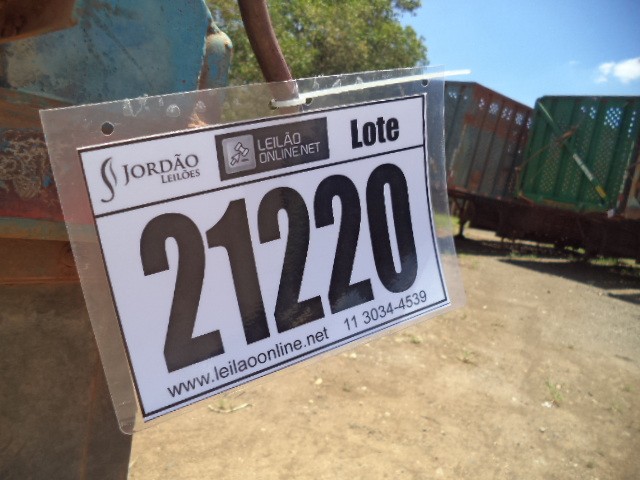 JORDÃO
LEILÕES
LEILÃO
ONLINE.NET
Lote
21220
www.leilaoonline.net 11 3034-4539